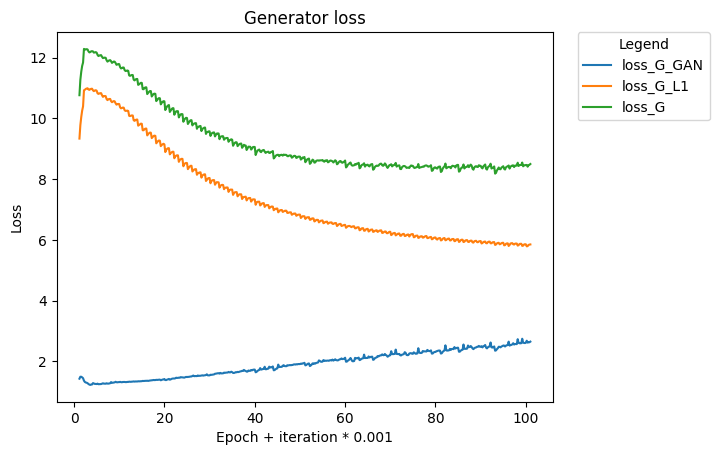 Generator loss
Legend
loss_G_GAN
loss_G_L1
loss_G
Loss
12
10
8
6
4
2
0 20 40 60 80 100
Epoch + iteration * 0.001